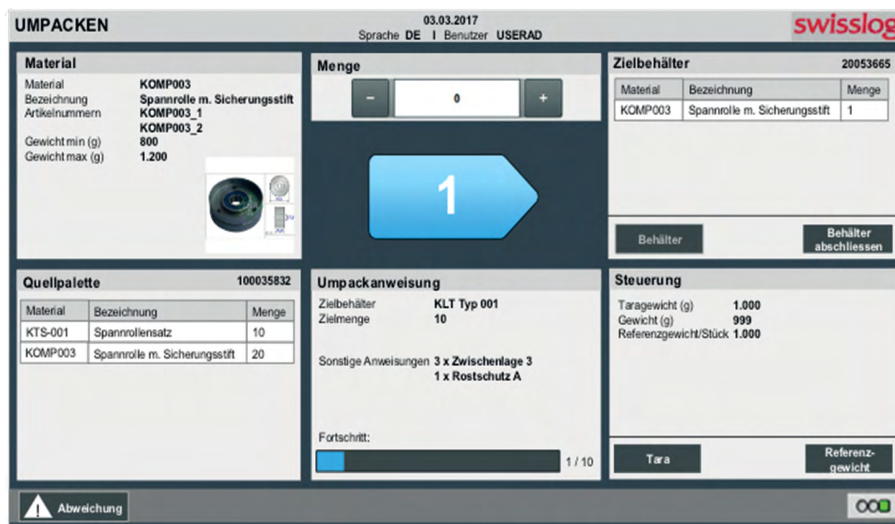 UMPACKEN
03.03.2017
Sprache DE I Benutzer USERAD
swisslog
Material
Material KOMP003
Bezeichnung Spannrolle m. Sicherungsstift
Artikelnummern KOMP003_1
KOMP003_2
Gewicht min (g) 800
Gewicht max (g) 1.200
Menge
- 0 +
1
Zielbehälter 20053665
Material Bezeichnung Menge
KOMP003 Spannrolle m. Sicherungsstift 1
Behälter
Behälter
abschliessen
Quellpalette 100035832
Material Bezeichnung Menge
KTS-001 Spannrollensatz 10
KOMP003 Spannrolle m. Sicherungsstift 20
Umpackanweisung
Zielbehälter KLT Typ 001
Zielmenge 10
Sonstige Anweisungen 3 x Zwischenlage 3
1 x Rostschutz A
Fortschritt:
1 / 10
Steuerung
Taragewicht (g) 1.000
Gewicht (g) 999
Referenzgewicht/Stück 1.000
Tara
Referenz-
gewicht
Abweichung